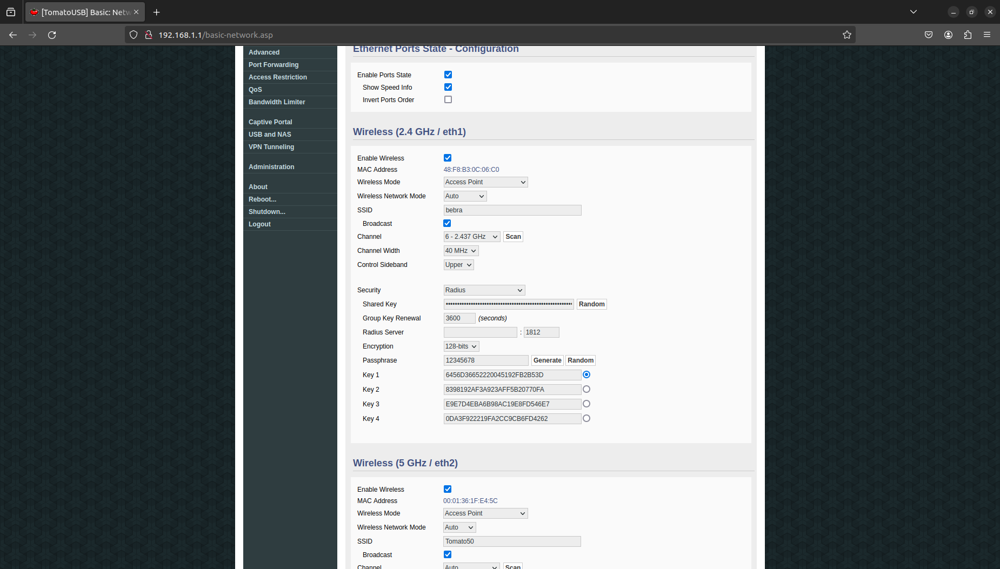 [TomatoUSB] Basic: Netw
192.168.1.1/basic-network.asp
Advanced
Port Forwarding
Access Restriction
QoS
Bandwidth Limiter
Captive Portal
USB and NAS
VPN Tunneling
Administration
About
Reboot...
Shutdown...
Logout
Ethernet Ports State - Configuration
Enable Ports State
Show Speed Info
Invert Ports Order
Wireless (2.4 GHz / eth1)
Enable Wireless
MAC Address 48:F8:B3:0C:06:C0
Wireless Mode Access Point
Wireless Network Mode Auto
SSID bebra
Broadcast
Channel 6 - 2.437 GHz Scan
Channel Width 40 MHz
Control Sideband Upper
Security Radius
Shared Key Random
Group Key Renewal 3600 (seconds)
Radius Server : 1812
Encryption 128-bits
Passphrase 12345678 Generate Random
Key 1 6456D36652220045192FB2B53D
Key 2 8398192AF3A923AFF5B20770FA
Key 3 E9E7D4EBA6B98AC19E8FD546E7
Key 4 0DA3F922219FA2CC9CB6FD4262
Wireless (5 GHz / eth2)
Enable Wireless
MAC Address 00:01:36:1F:E4:5C
Wireless Mode Access Point
Wireless Network Mode Auto
SSID Tomato50
Broadcast
Channel Auto Scan